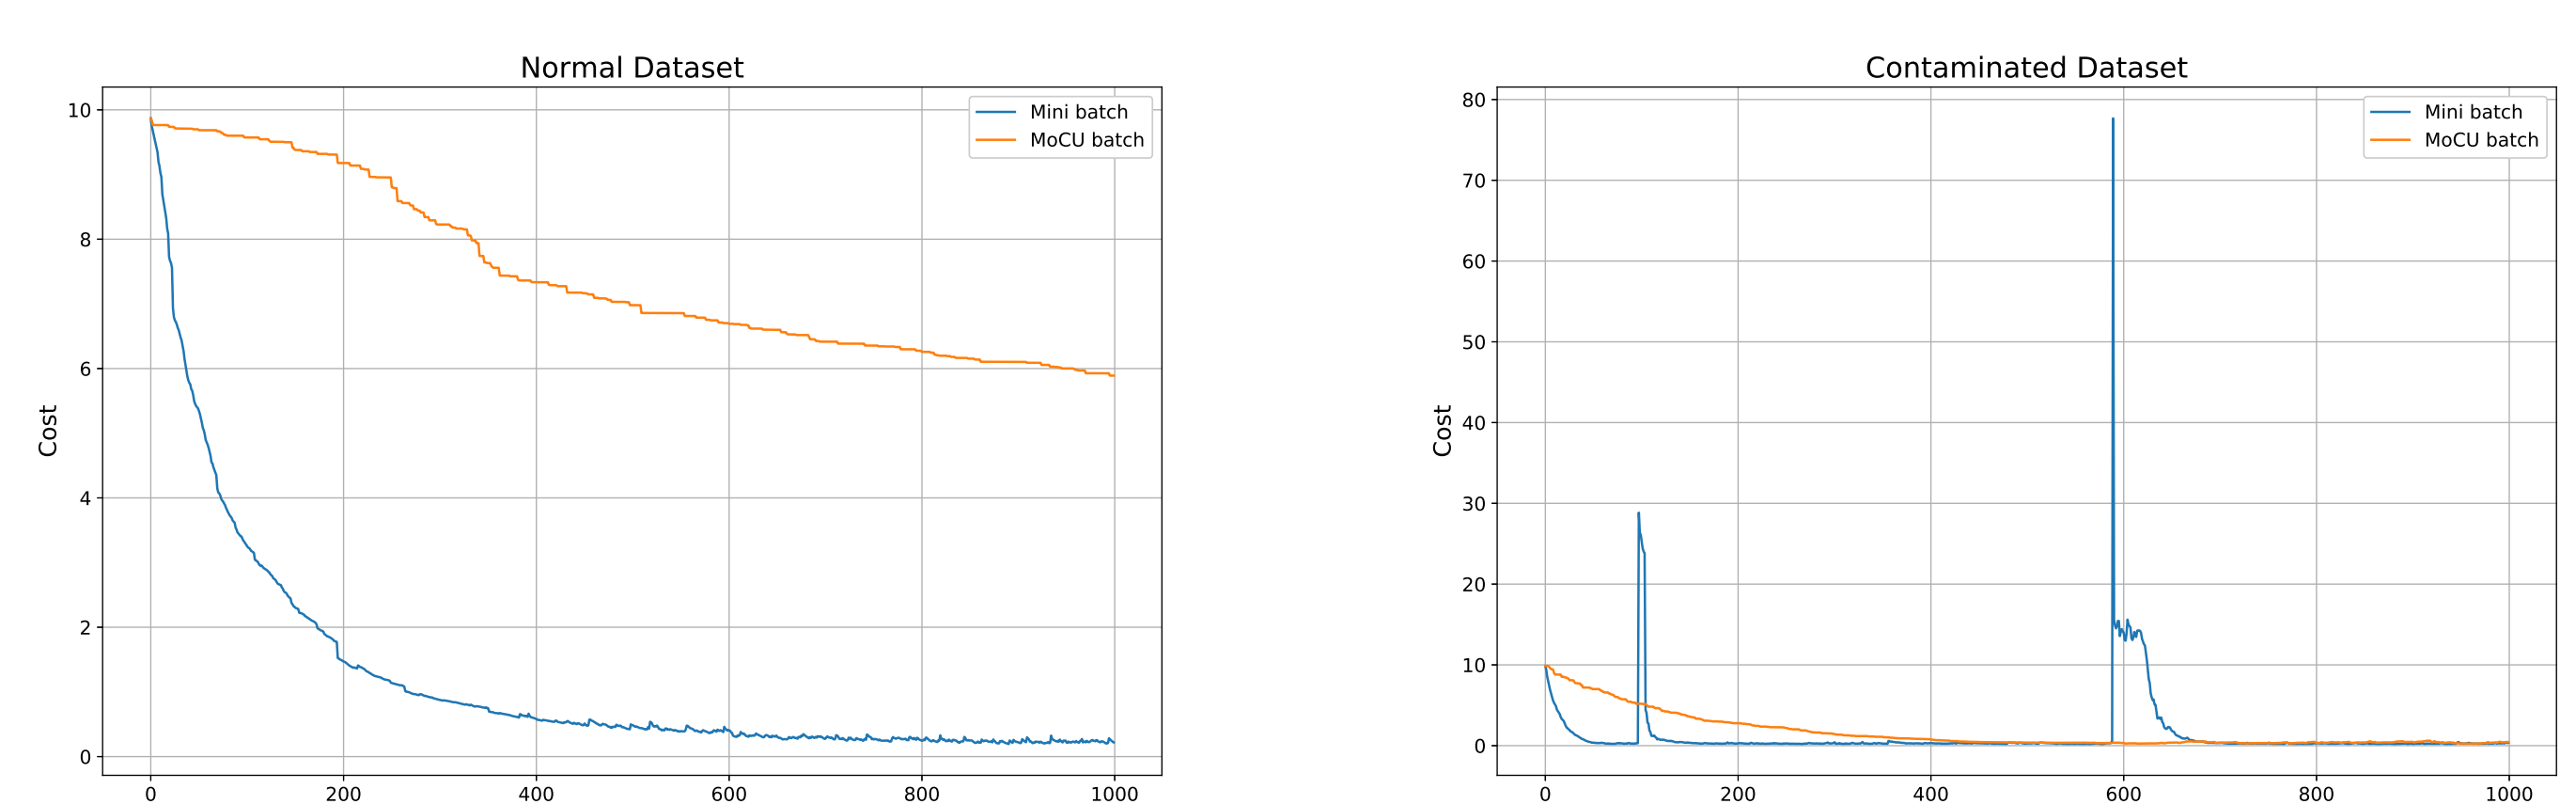 Normal Dataset
Cost
10
8
6
4
2
0
0 200 400 600 800 1000
Mini batch
MoCU batch
Contaminated Dataset
Cost
80
70
60
50
40
30
20
10
0
0 200 400 600 800 1000
Mini batch
MoCU batch